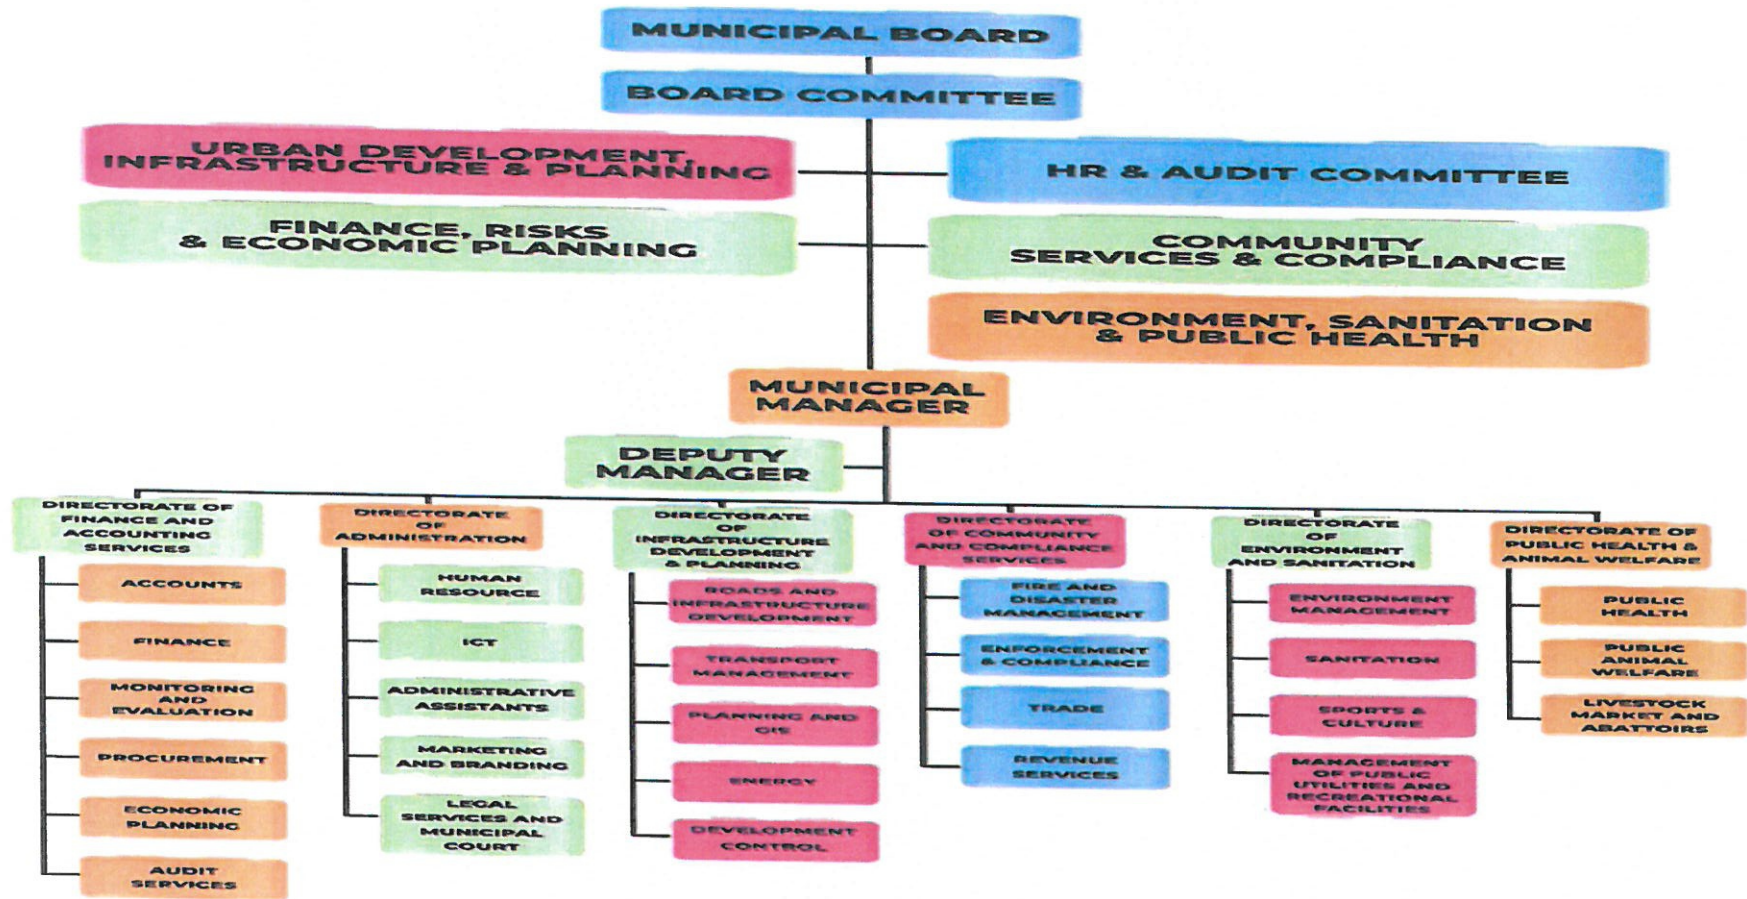 MUNICIPAL BOARD
BOARD COMMITTEE
URBAN DEVELOPMENT,
INFRASTRUCTURE & PLANNING
HR & AUDIT COMMITTEE
FINANCE, RISKS
& ECONOMIC PLANNING
COMMUNITY
SERVICES & COMPLIANCE
ENVIRONMENT, SANITATION
& PUBLIC HEALTH
MUNICIPAL
MANAGER
DEPUTY
MANAGER
DIRECTORATE OF
FINANCE AND
ACCOUNTING
SERVICES
ACCOUNTS
FINANCE
MONITORING
AND
EVALUATION
PROCUREMENT
ECONOMIC
PLANNING
AUDIT
SERVICES
DIRECTORATE
OF
ADMINISTRATION
HUMAN
RESOURCE
ICT
ADMINISTRATIVE
ASSISTANTS
MARKETING
AND BRANDING
LEGAL
SERVICES AND
MUNICIPAL
COURT
DIRECTORATE
OF
INFRASTRUCTURE
DEVELOPMENT
& PLANNING
ROADS AND
INFRASTRUCTURE
DEVELOPMENT
TRANSPORT
MANAGEMENT
PLANNING AND
GIS
ENERGY
DEVELOPMENT
CONTROL
DIRECTORATE
OF COMMUNITY
AND COMPLIANCE
SERVICES
FIRE AND
DISASTER
MANAGEMENT
ENFORCEMENT
& COMPLIANCE
TRADE
REVENUE
SERVICES
DIRECTORATE
OF
ENVIRONMENT
AND SANITATION
ENVIRONMENT
MANAGEMENT
SANITATION
SPORTS &
CULTURE
MANAGEMENT
OF PUBLIC
UTILITIES AND
RECREATIONAL
FACILITIES
DIRECTORATE OF
PUBLIC HEALTH &
ANIMAL WELFARE
PUBLIC
HEALTH
PUBLIC
ANIMAL
WELFARE
LIVESTOCK
MARKET AND
ABATTOIRS